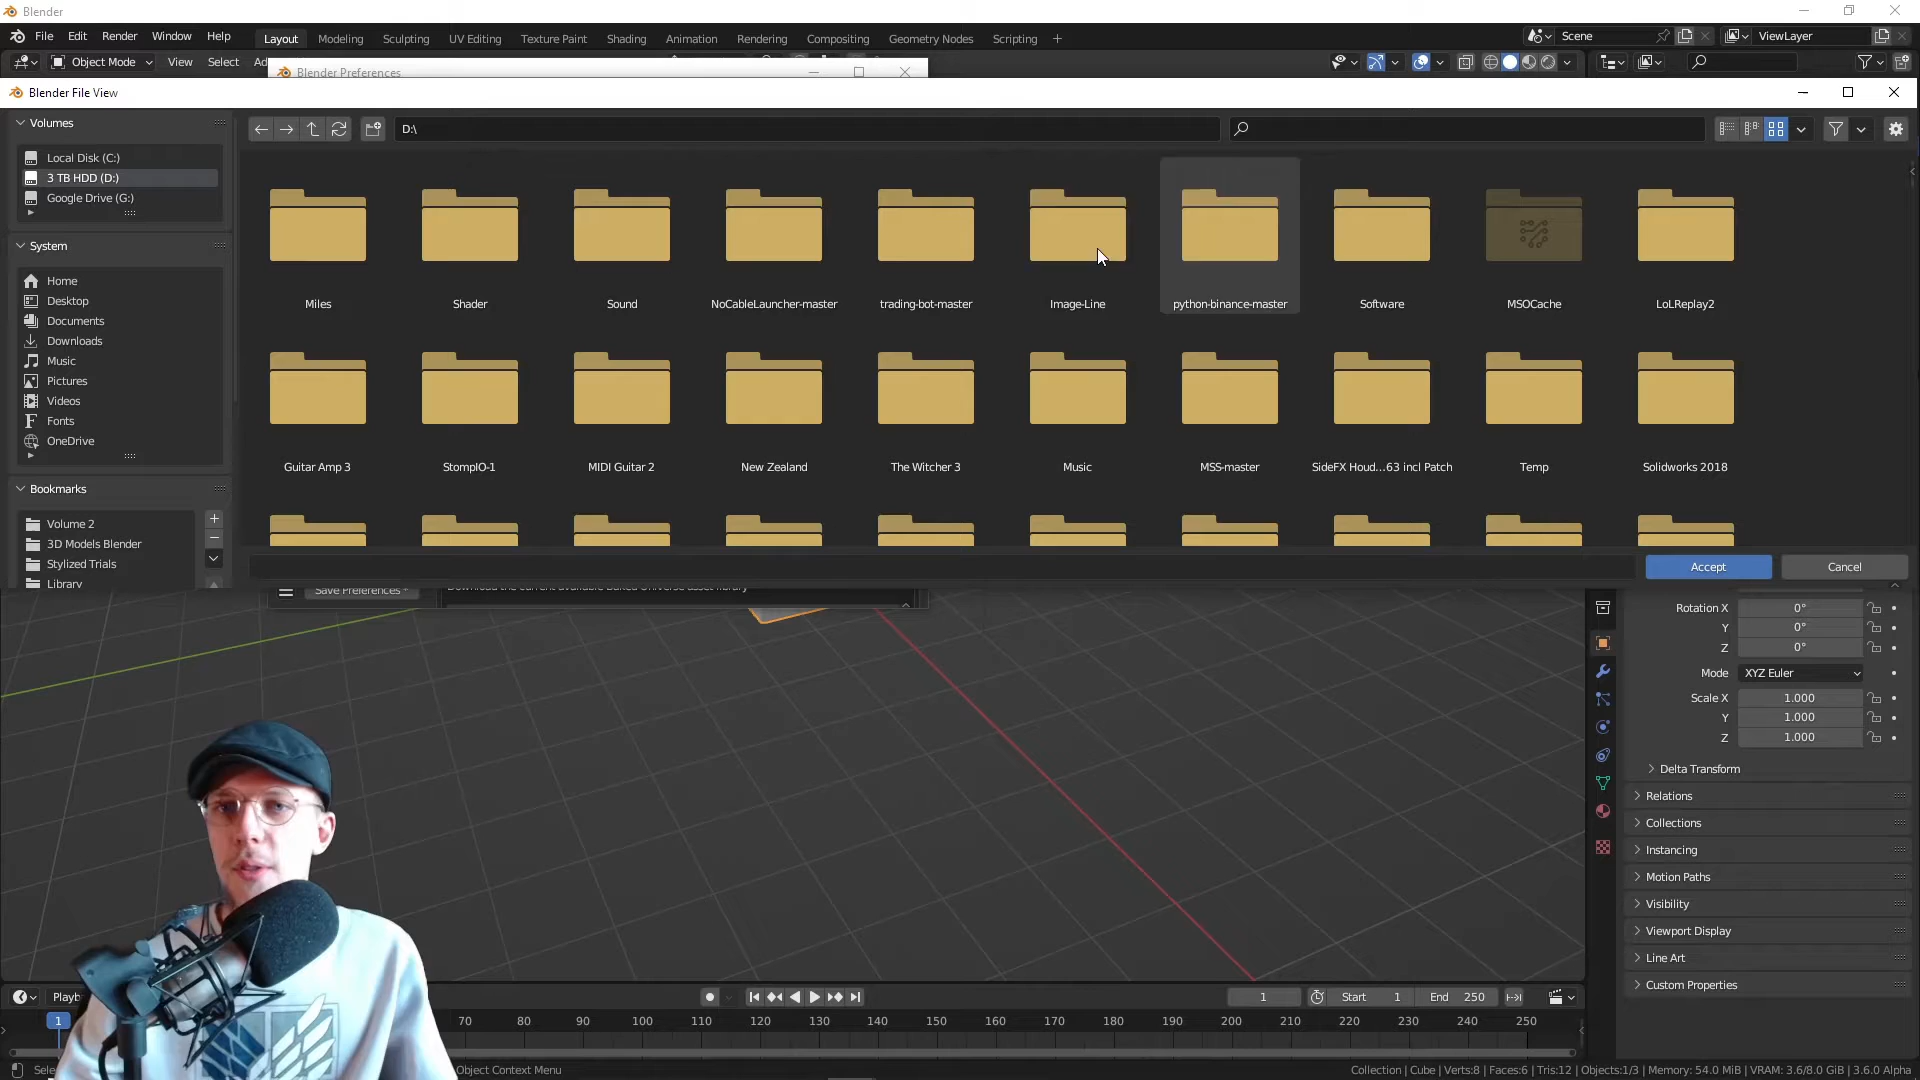 Blender
File Edit Render Window Help Layout Modeling Sculpting UV Editing Texture Paint Shading Animation Rendering Compositing Geometry Nodes Scripting + Scene ViewLayer
Object Mode View Select
Blender Preferences
Blender File View
Volumes
D:\
Local Disk (C:)
3 TB HDD (D:)
Google Drive (G:)
System
Home
Desktop
Documents
Downloads
Music
Pictures
Videos
Fonts
OneDrive
Bookmarks
Volume 2
3D Models Blender
Stylized Trials
Library
Miles Shader Sound NoCableLauncher-master trading-bot-master Image-Line python-binance-master Software MSOCache LoLReplay2
Guitar Amp 3 StompIO-1 MIDI Guitar 2 New Zealand The Witcher 3 Music MSS-master SideFX Houd...63 incl Patch Temp Solidworks 2018
Accept Cancel
Save Preferences *
Rotation X 0°
Y 0°
Z 0°
Mode XYZ Euler
Scale X 1.000
Y 1.000
Z 1.000
Delta Transform
Relations
Collections
Instancing
Motion Paths
Visibility
Viewport Display
Line Art
Custom Properties
1 Start 1 End 250
1 70 80 90 100 110 120 130 140 150 160 170 180 190 200 210 220 230 240 250
Object Context Menu
Collection | Cube | Verts:8 | Faces:6 | Tris:12 | Objects:1/3 | Memory: 54.0 MiB | VRAM: 3.6/8.0 GiB | 3.6.0 Alpha